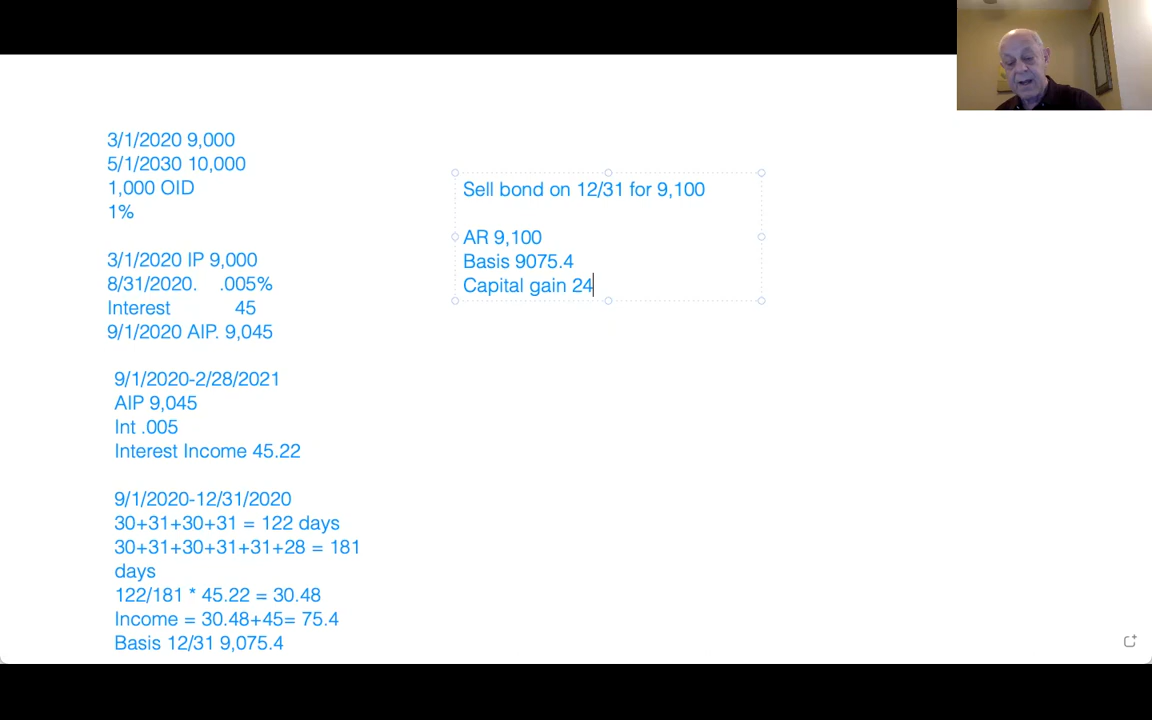 3/1/2020 9,000
5/1/2030 10,000
1,000 OID
1%
3/1/2020 IP 9,000
8/31/2020. .005%
Interest 45
9/1/2020 AIP. 9,045
9/1/2020-2/28/2021
AIP 9,045
Int .005
Interest Income 45.22
9/1/2020-12/31/2020
30+31+30+31 = 122 days
30+31+30+31+31+28 = 181
days
122/181 * 45.22 = 30.48
Income = 30.48+45= 75.4
Basis 12/31 9,075.4
Sell bond on 12/31 for 9,100
AR 9,100
Basis 9075.4
Capital gain 24